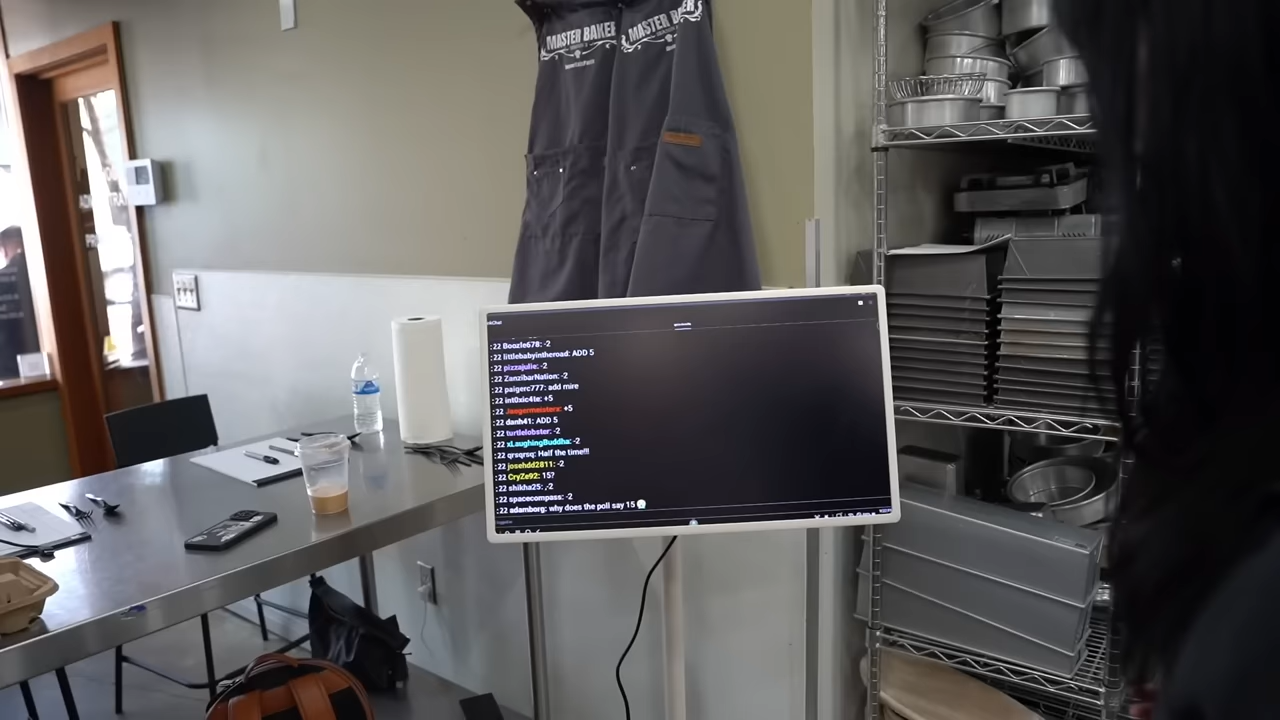 MASTER BAKER
MASTER BAKER
:22 Boozle678: -2
:22 littlebabyintheroad: ADD 5
:22 pizzajulie: -2
:22 ZanzibarNation: -2
:22 paigerc777: add mire
:22 int0xic4te: +5
:22 Jaegermeisterx: +5
:22 danh41: ADD 5
:22 turtlelobster: -2
:22 xLaughingBuddha: -2
:22 qrsqrsq: Half the time!!!
:22 josehdd2811: -2
:22 CryZe92: 15?
:22 shikha25: ,-2
:22 spacecompass: -2
:22 adamborg: why does the poll say 15